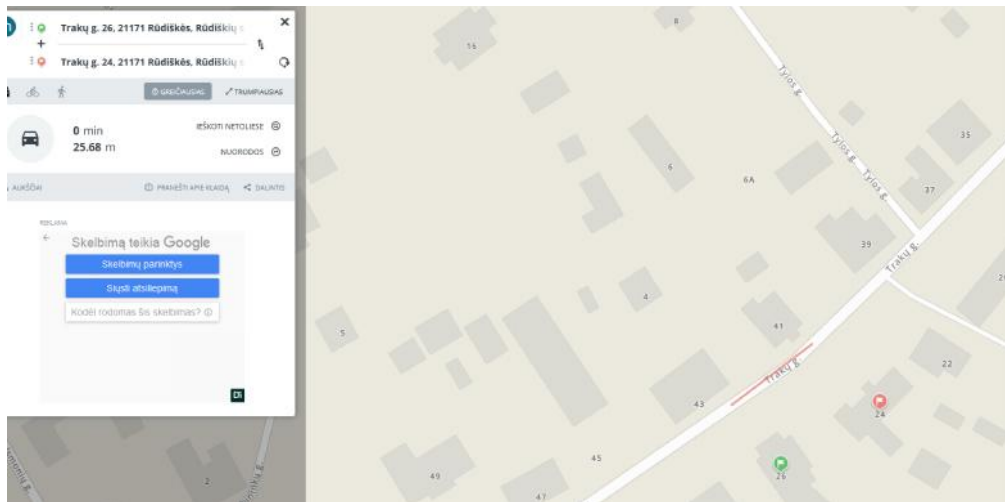 Trakų g. 26, 21171 Rūdiškės, Rūdiškių s
+
Trakų g. 24, 21171 Rūdiškės, Rūdiškių s
GREIČIAUSIAS
TRUMPIAUSIAS
0 min
25.68 m
IEŠKOTI NETOLIESE
NUORODOS
AUKŠČIAI
PRANEŠTI APIE KLAIDĄ
DALINTIS
REKLAMA
Skelbimą teikia Google
Skelbimų parinktys
Siųsti atsiliepimą
Kodėl rodomas šis skelbimas?
2
16
8
Tylos g.
Tylos g.
Tylos g.
35
6
6A
37
39
Trakų g.
4
5
41
22
Trakų g.
43
24
45
26
49
47